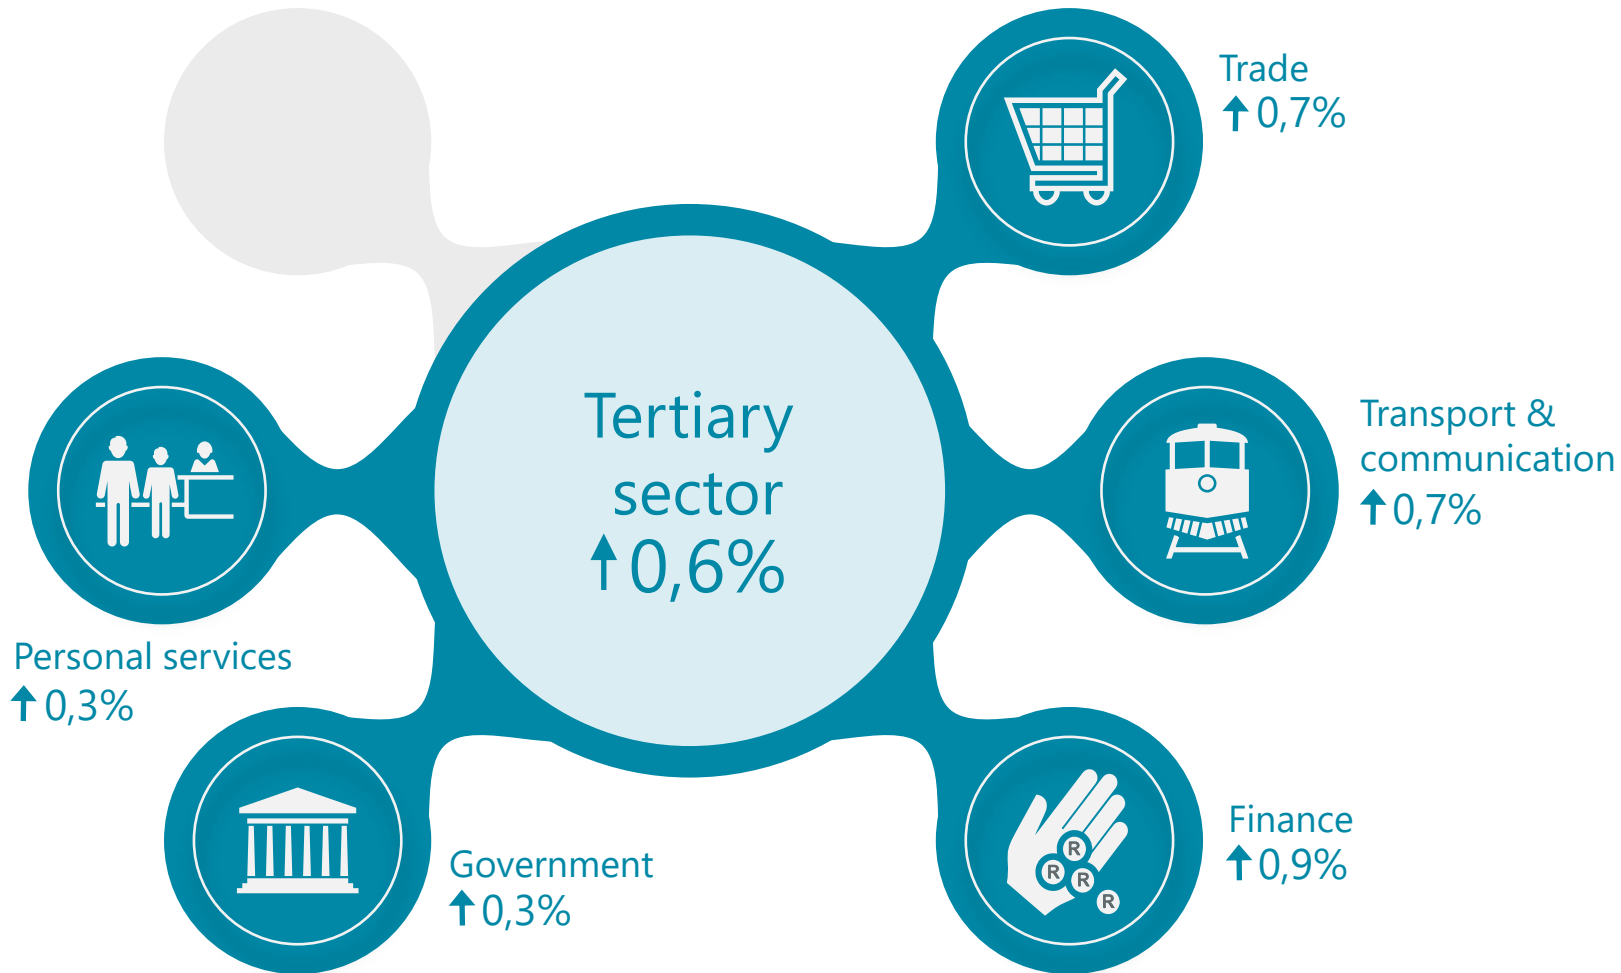 Trade
↑ 0,7%
Tertiary
sector
↑ 0,6%
Transport &
communication
↑ 0,7%
Personal services
↑ 0,3%
Government
↑ 0,3%
Finance
↑ 0,9%
R
R
R
R